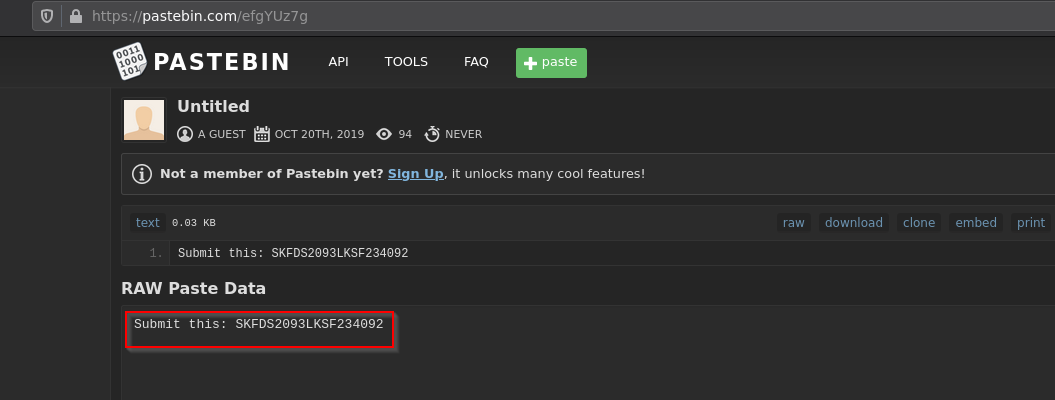 https://pastebin.com/efgYUz7g
0011
1000
101
PASTEBIN API TOOLS FAQ + paste
Untitled
A GUEST OCT 20TH, 2019 94 NEVER
Not a member of Pastebin yet? Sign Up, it unlocks many cool features!
text 0.03 KB raw download clone embed print
1. Submit this: SKFDS2093LKSF234092
RAW Paste Data
Submit this: SKFDS2093LKSF234092